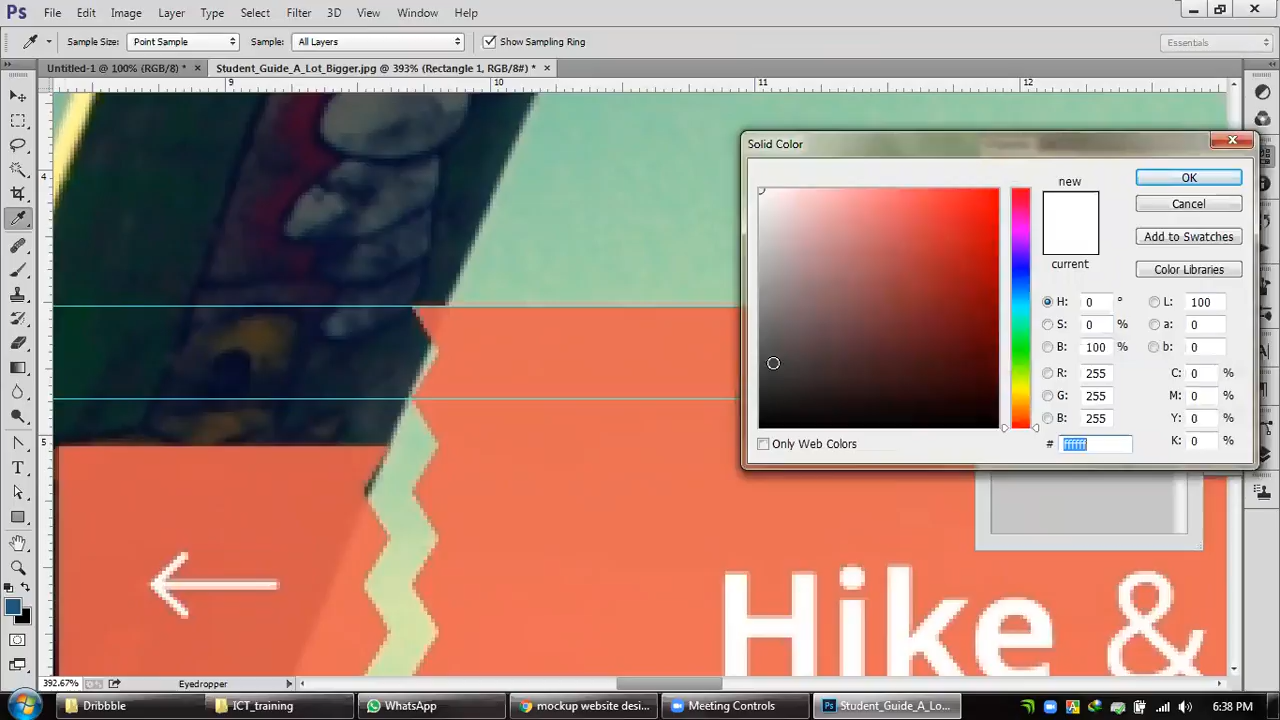 Ps File Edit Image Layer Type Select Filter 3D View Window Help
Sample Size: Point Sample Sample: All Layers Show Sampling Ring Essentials
Untitled-1 @ 100% (RGB/8) * × Student_Guide_A_Lot_Bigger.jpg @ 393% (Rectangle 1, RGB/8#) * ×
9 10 11 12
4
5
Solid Color
new
current
OK
Cancel
Add to Swatches
Color Libraries
H: 0 ° L: 100
S: 0 % a: 0
B: 100 % b: 0
R: 255 C: 0 %
G: 255 M: 0 %
B: 255 Y: 0 %
# ffffff K: 0 %
Only Web Colors
Hike &
392.67% Eyedropper
Dribbble ICT_training WhatsApp mockup website desi... Meeting Controls Ps Student_Guide_A_Lo... 6:38 PM